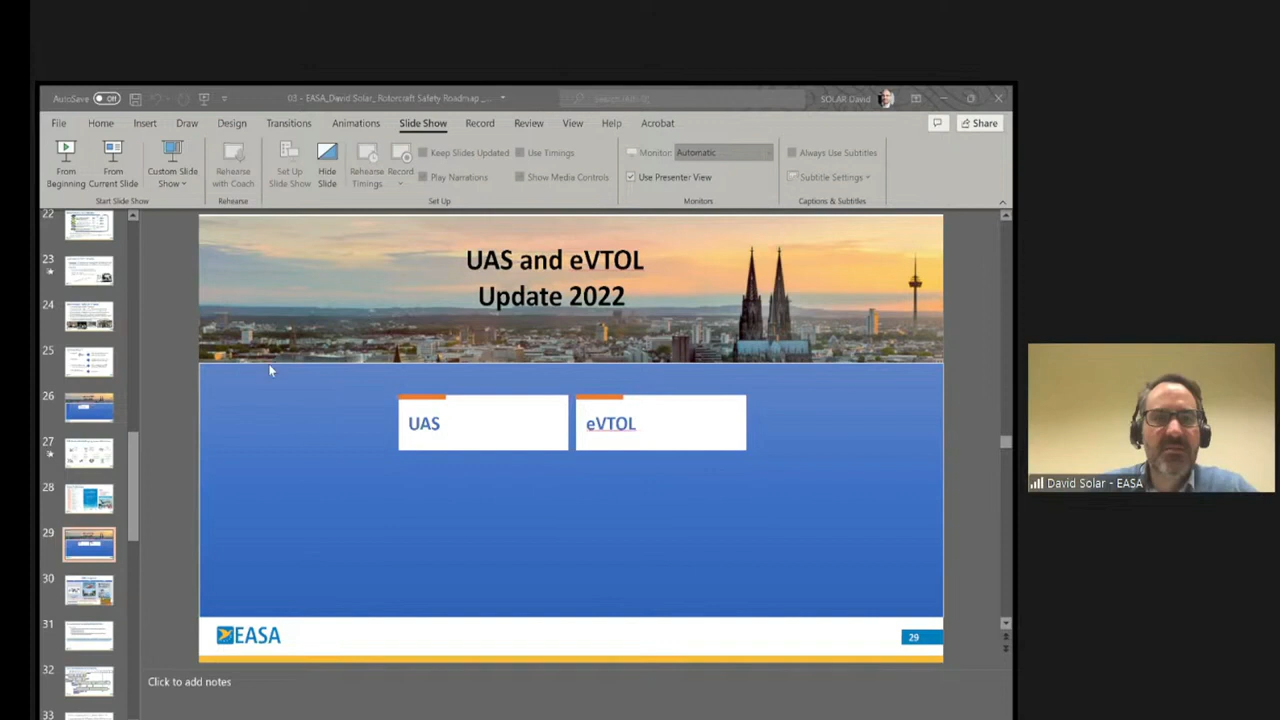 AutoSave Off
03 - EASA_David Solar_ Rotorcraft Safety Roadmap _...
Search (Alt+Q)
SOLAR David
File Home Insert Draw Design Transitions Animations Slide Show Record Review View Help Acrobat
Share
From Beginning
From Current Slide
Custom Slide Show
Start Slide Show
Rehearse with Coach
Rehearse
Set Up Slide Show
Hide Slide
Rehearse Timings
Record
Keep Slides Updated
Play Narrations
Use Timings
Show Media Controls
Set Up
Monitor: Automatic
Use Presenter View
Monitors
Always Use Subtitles
Subtitle Settings
Captions & Subtitles
22
23
24
25
26
27
28
29
30
31
32
33
UAS and eVTOL
Update 2022
UAS
eVTOL
EASA
29
Click to add notes
David Solar - EASA